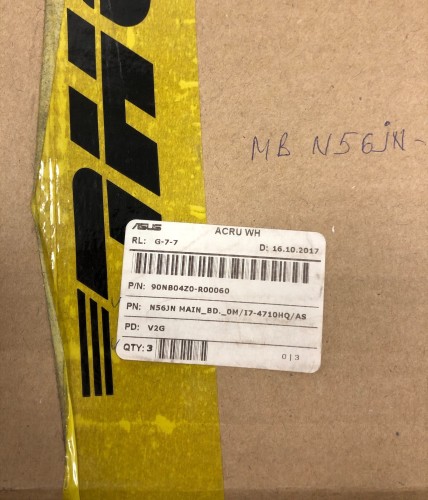 MB N56JN-
ASUS ACRU WH
RL: G-7-7 D: 16.10.2017
P/N: 90NB04Z0-R00060
PN: N56JN MAIN_BD._0M/I7-4710HQ/AS
PD: V2G
QTY: 3 0 | 3